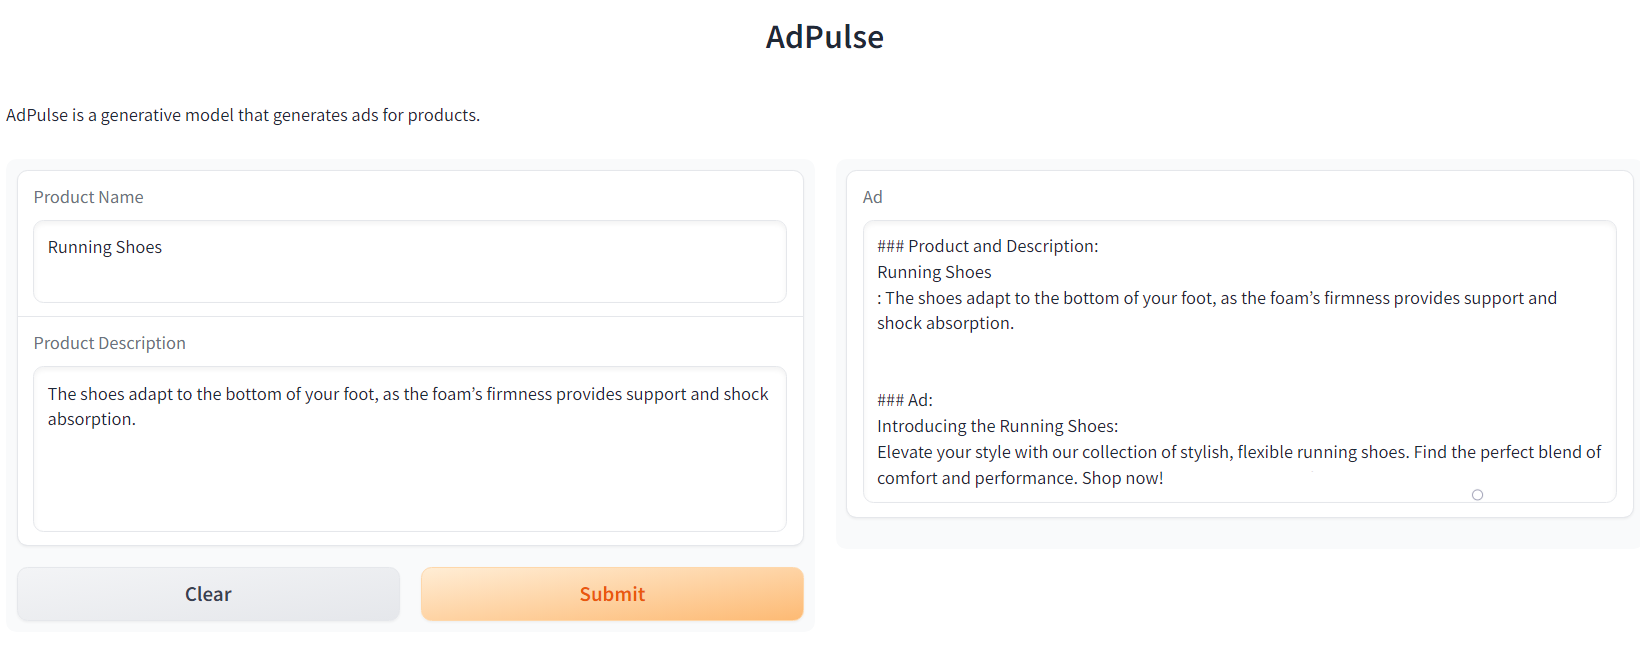 AdPulse
AdPulse is a generative model that generates ads for products.
Product Name
Running Shoes
Product Description
The shoes adapt to the bottom of your foot, as the foam’s firmness provides support and shock
absorption.
Clear
Submit
Ad
### Product and Description:
Running Shoes
: The shoes adapt to the bottom of your foot, as the foam’s firmness provides support and
shock absorption.
### Ad:
Introducing the Running Shoes:
Elevate your style with our collection of stylish, flexible running shoes. Find the perfect blend of
comfort and performance. Shop now!